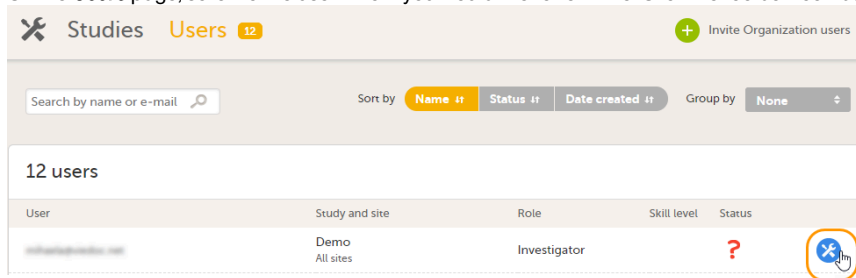 Studies Users 12 Invite Organization users
Search by name or e-mail Sort by Name Status Date created Group by None
12 users
User Study and site Role Skill level Status
Demo
All sites
Investigator